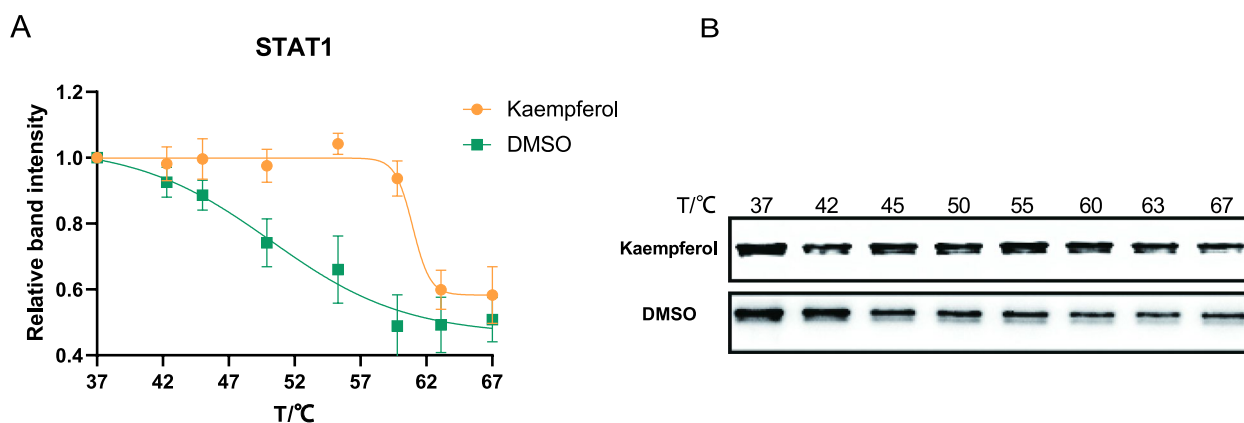 A
STAT1
Relative band intensity
1.2
1.0
0.8
0.6
0.4
37 42 47 52 57 62 67
T/℃
Kaempferol
DMSO
B
T/℃ 37 42 45 50 55 60 63 67
Kaempferol
DMSO